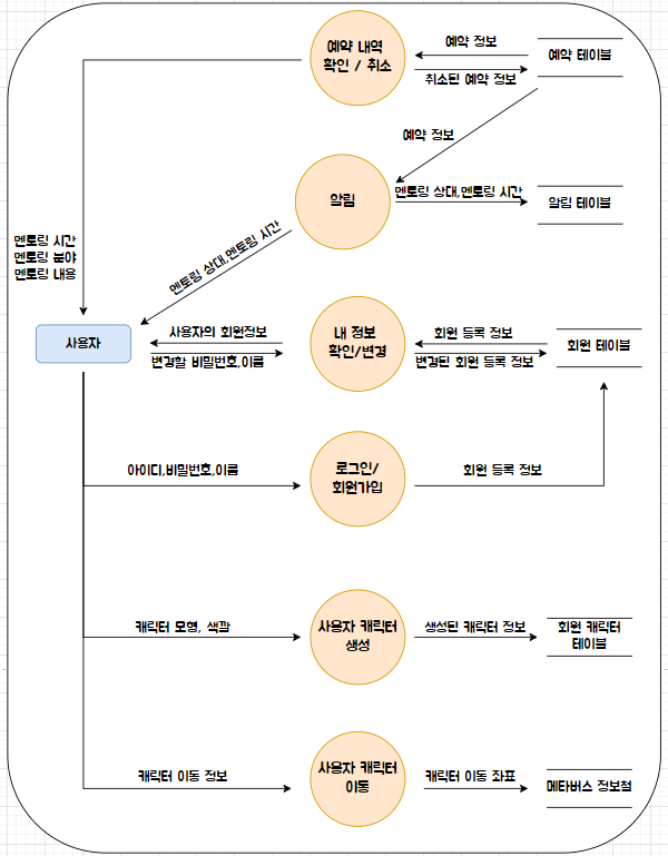 예약 내역
확인 / 취소
예약 정보
취소된 예약 정보
예약 테이블
예약 정보
알림
멘토링 상대,멘토링 시간
알림 테이블
멘토링 상대,멘토링 시간
멘토링 시간
멘토링 분야
멘토링 내용
사용자
사용자의 회원정보
변경할 비밀번호,이름
내 정보
확인/변경
회원 등록 정보
변경된 회원 등록 정보
회원 테이블
아이디,비밀번호,이름
로그인/
회원가입
회원 등록 정보
캐릭터 모형, 색깔
사용자 캐릭터
생성
생성된 캐릭터 정보
회원 캐릭터
테이블
캐릭터 이동 정보
사용자 캐릭터
이동
캐릭터 이동 좌표
메타버스 정보철